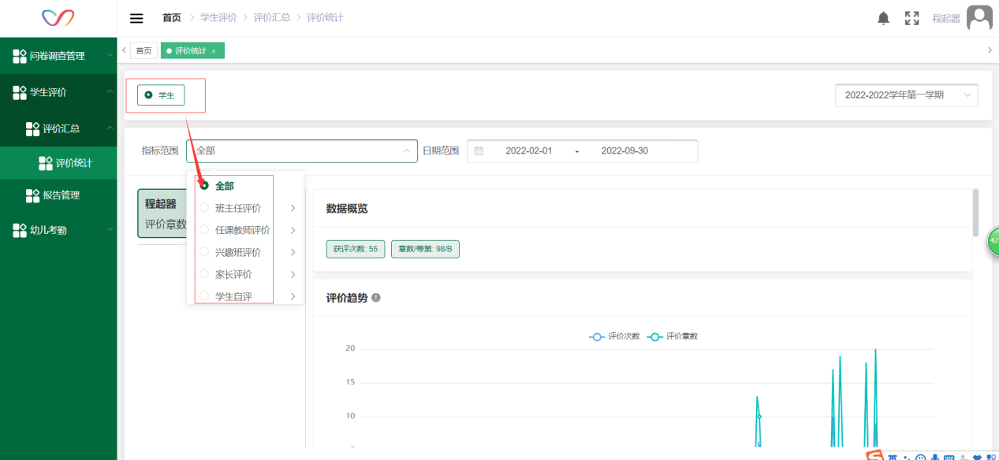 首页 > 学生评价 > 评价汇总 > 评价统计
程起器
首页
评价统计 ×
问卷调查管理
学生评价
评价汇总
评价统计
报告管理
幼儿考勤
学生
2022-2022学年第一学期
指标范围
全部
日期范围
2022-02-01 - 2022-09-30
全部
班主任评价
任课教师评价
兴趣班评价
家长评价
学生自评
程起器
评价章数
数据概览
获评次数: 55
章数/等第: 98/B
评价趋势
评价次数
评价章数
20
15
10
42
英